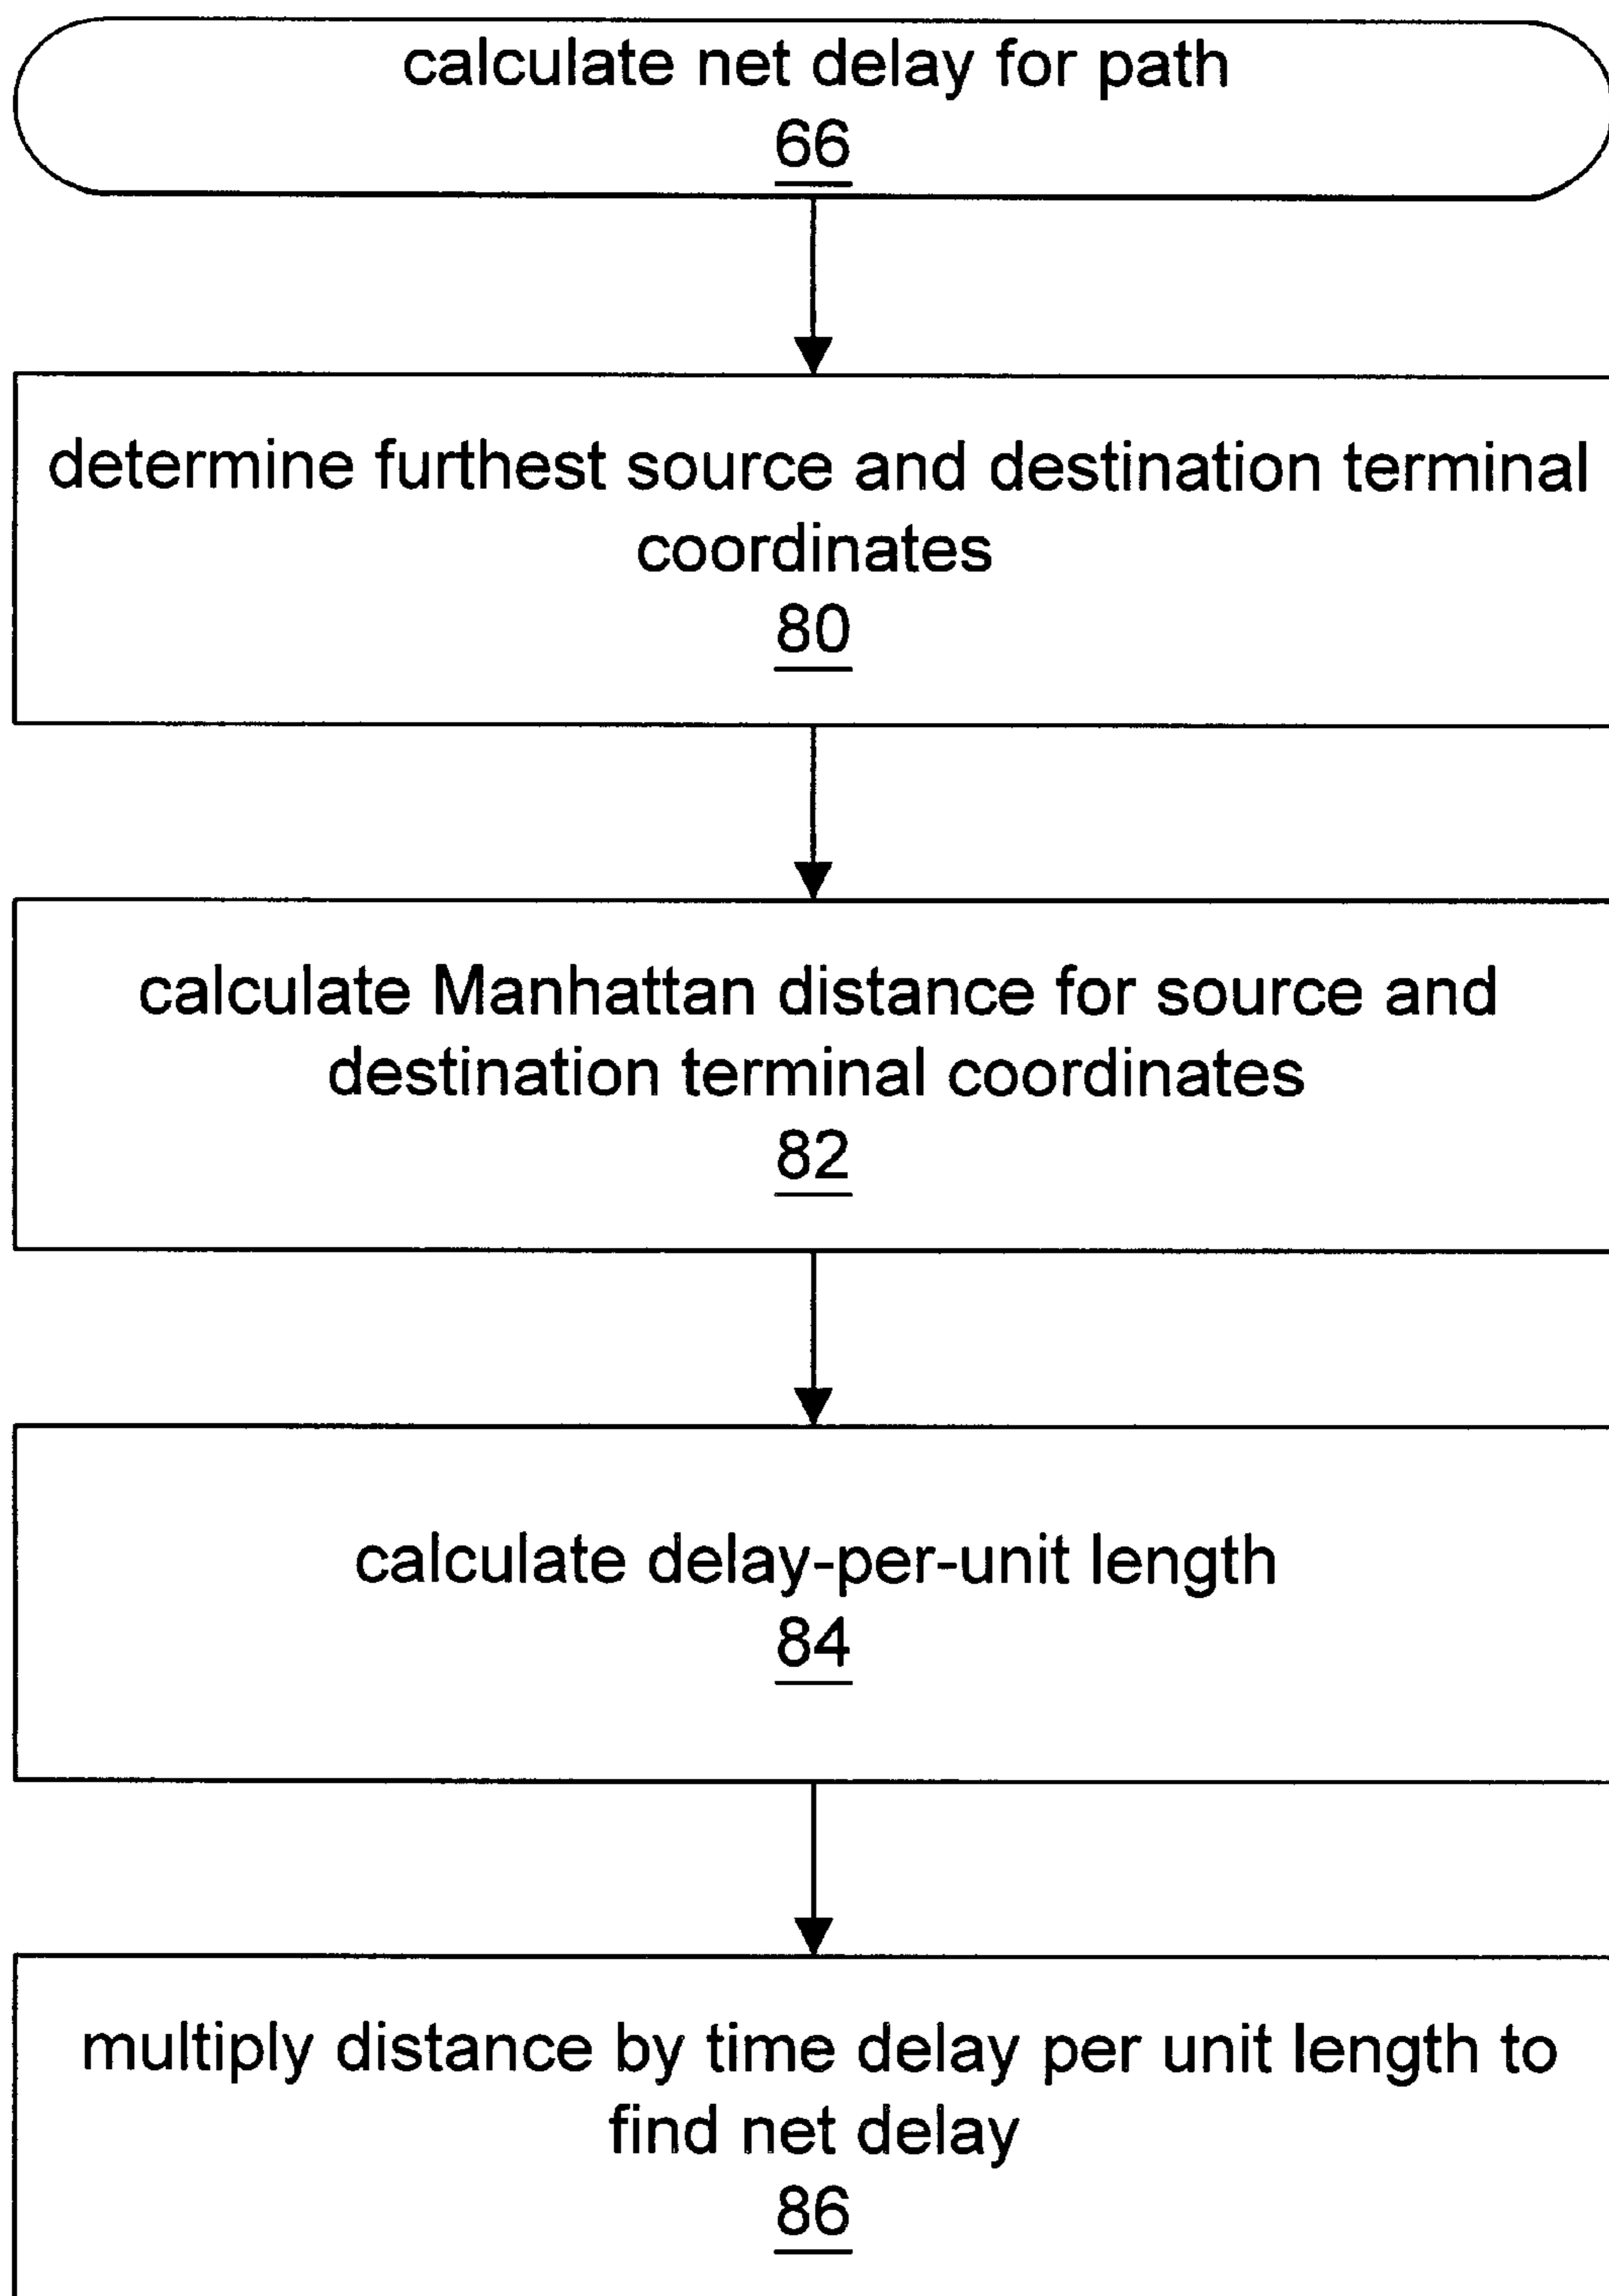 calculate net delay for path
66
determine furthest source and destination terminal
coordinates
80
calculate Manhattan distance for source and
destination terminal coordinates
82
calculate delay-per-unit length
84
multiply distance by time delay per unit length to
find net delay
86